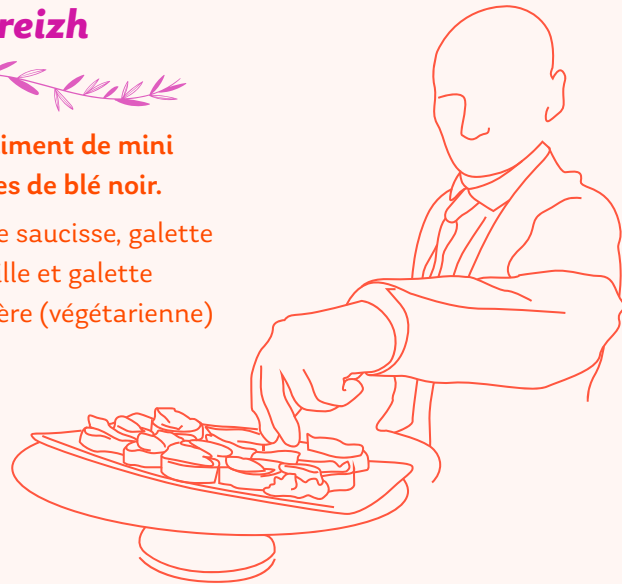 reizh
iment de mini
es de blé noir.
e saucisse, galette
lle et galette
ère (végétarienne)